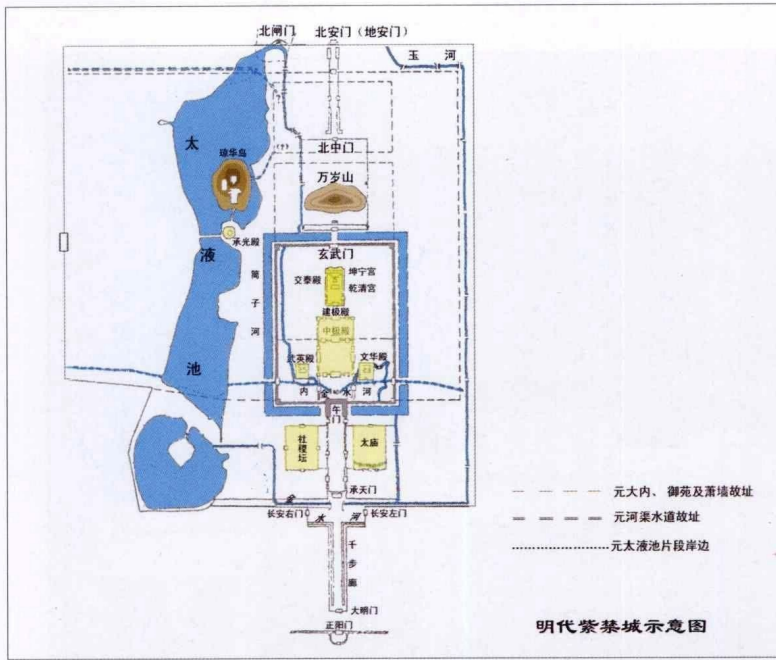 北闸门
北安门（地安门）
玉河
太液池
琼华岛
(?)
北中门
万岁山
承光殿
玄武门
筒子河
交泰殿
坤宁宫
乾清宫
建极殿
中极殿
武英殿
文华殿
内金水河
午门
社稷坛
太庙
承天门
金水河
长安右门
长安左门
千步廊
大明门
正阳门
元大内、御苑及萧墙故址
元河渠水道故址
元太液池片段岸边
明代紫禁城示意图